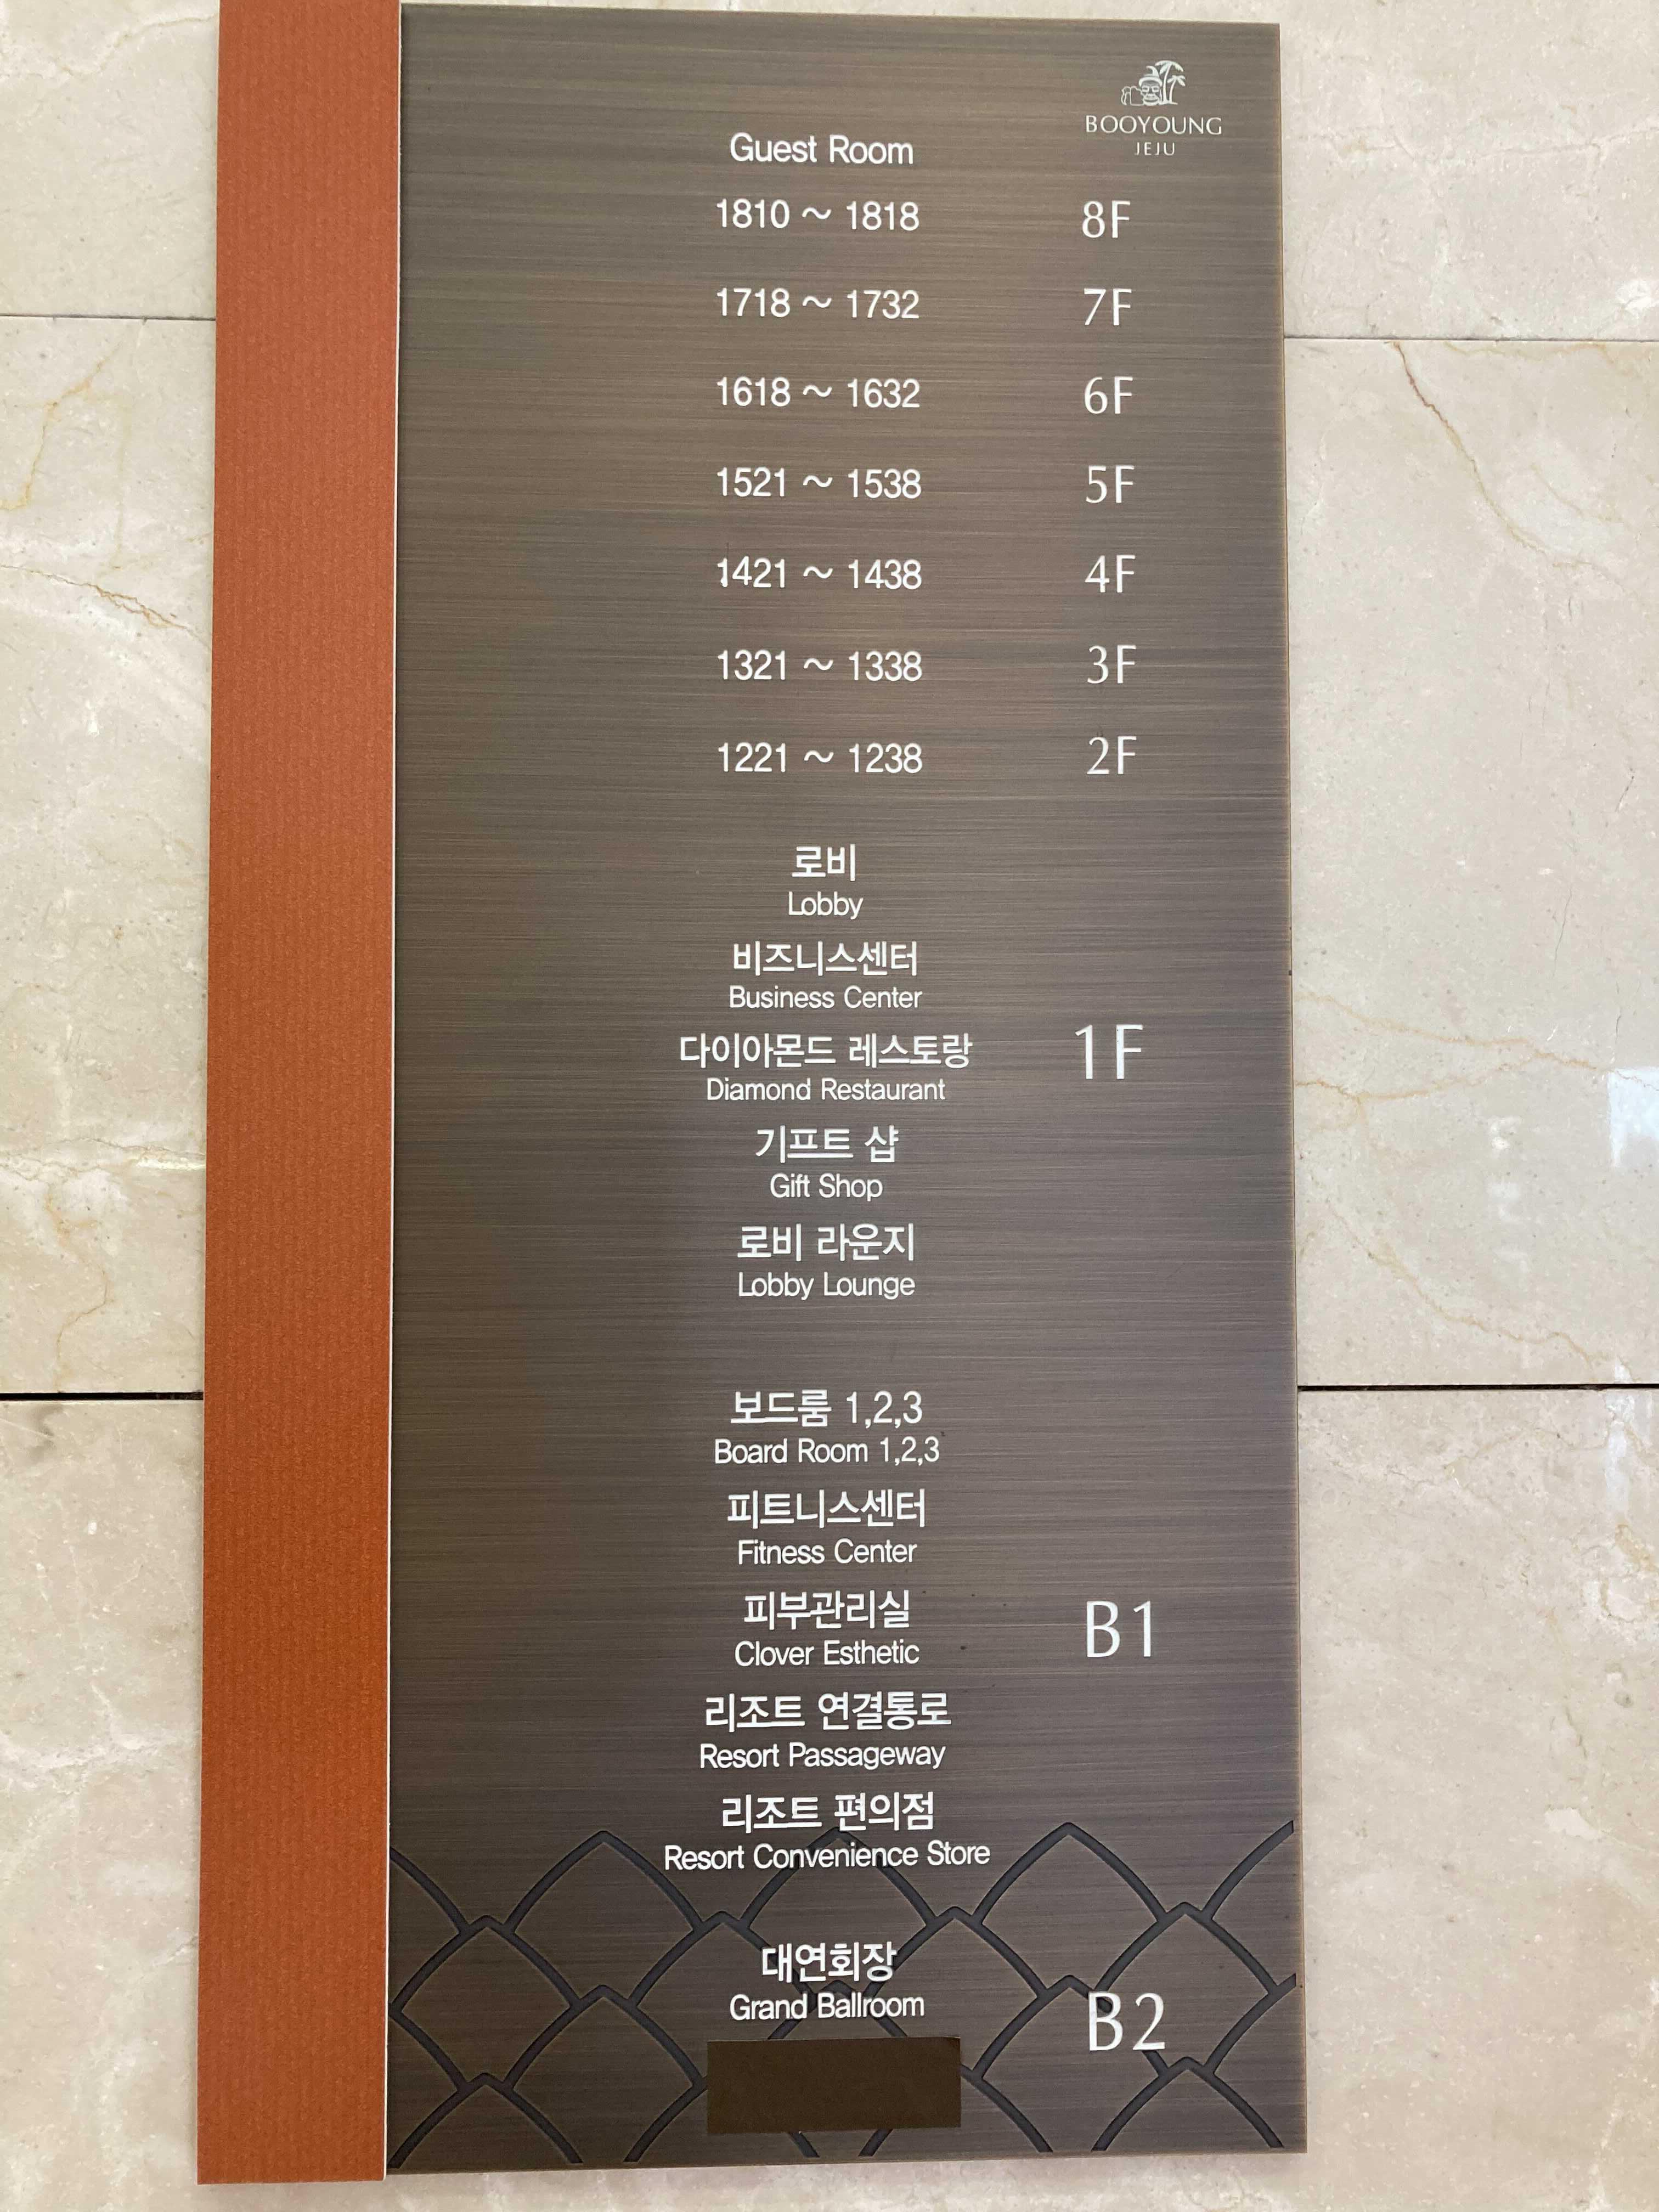 BOOYOUNG
JEJU
Guest Room
1810 ~ 1818 8F
1718 ~ 1732 7F
1618 ~ 1632 6F
1521 ~ 1538 5F
1421 ~ 1438 4F
1321 ~ 1338 3F
1221 ~ 1238 2F
로비
Lobby
비즈니스센터
Business Center
다이아몬드 레스토랑 1F
Diamond Restaurant
기프트 샵
Gift Shop
로비 라운지
Lobby Lounge
보드룸 1,2,3
Board Room 1,2,3
피트니스센터
Fitness Center
피부관리실 B1
Clover Esthetic
리조트 연결통로
Resort Passageway
리조트 편의점
Resort Convenience Store
대연회장
Grand Ballroom B2